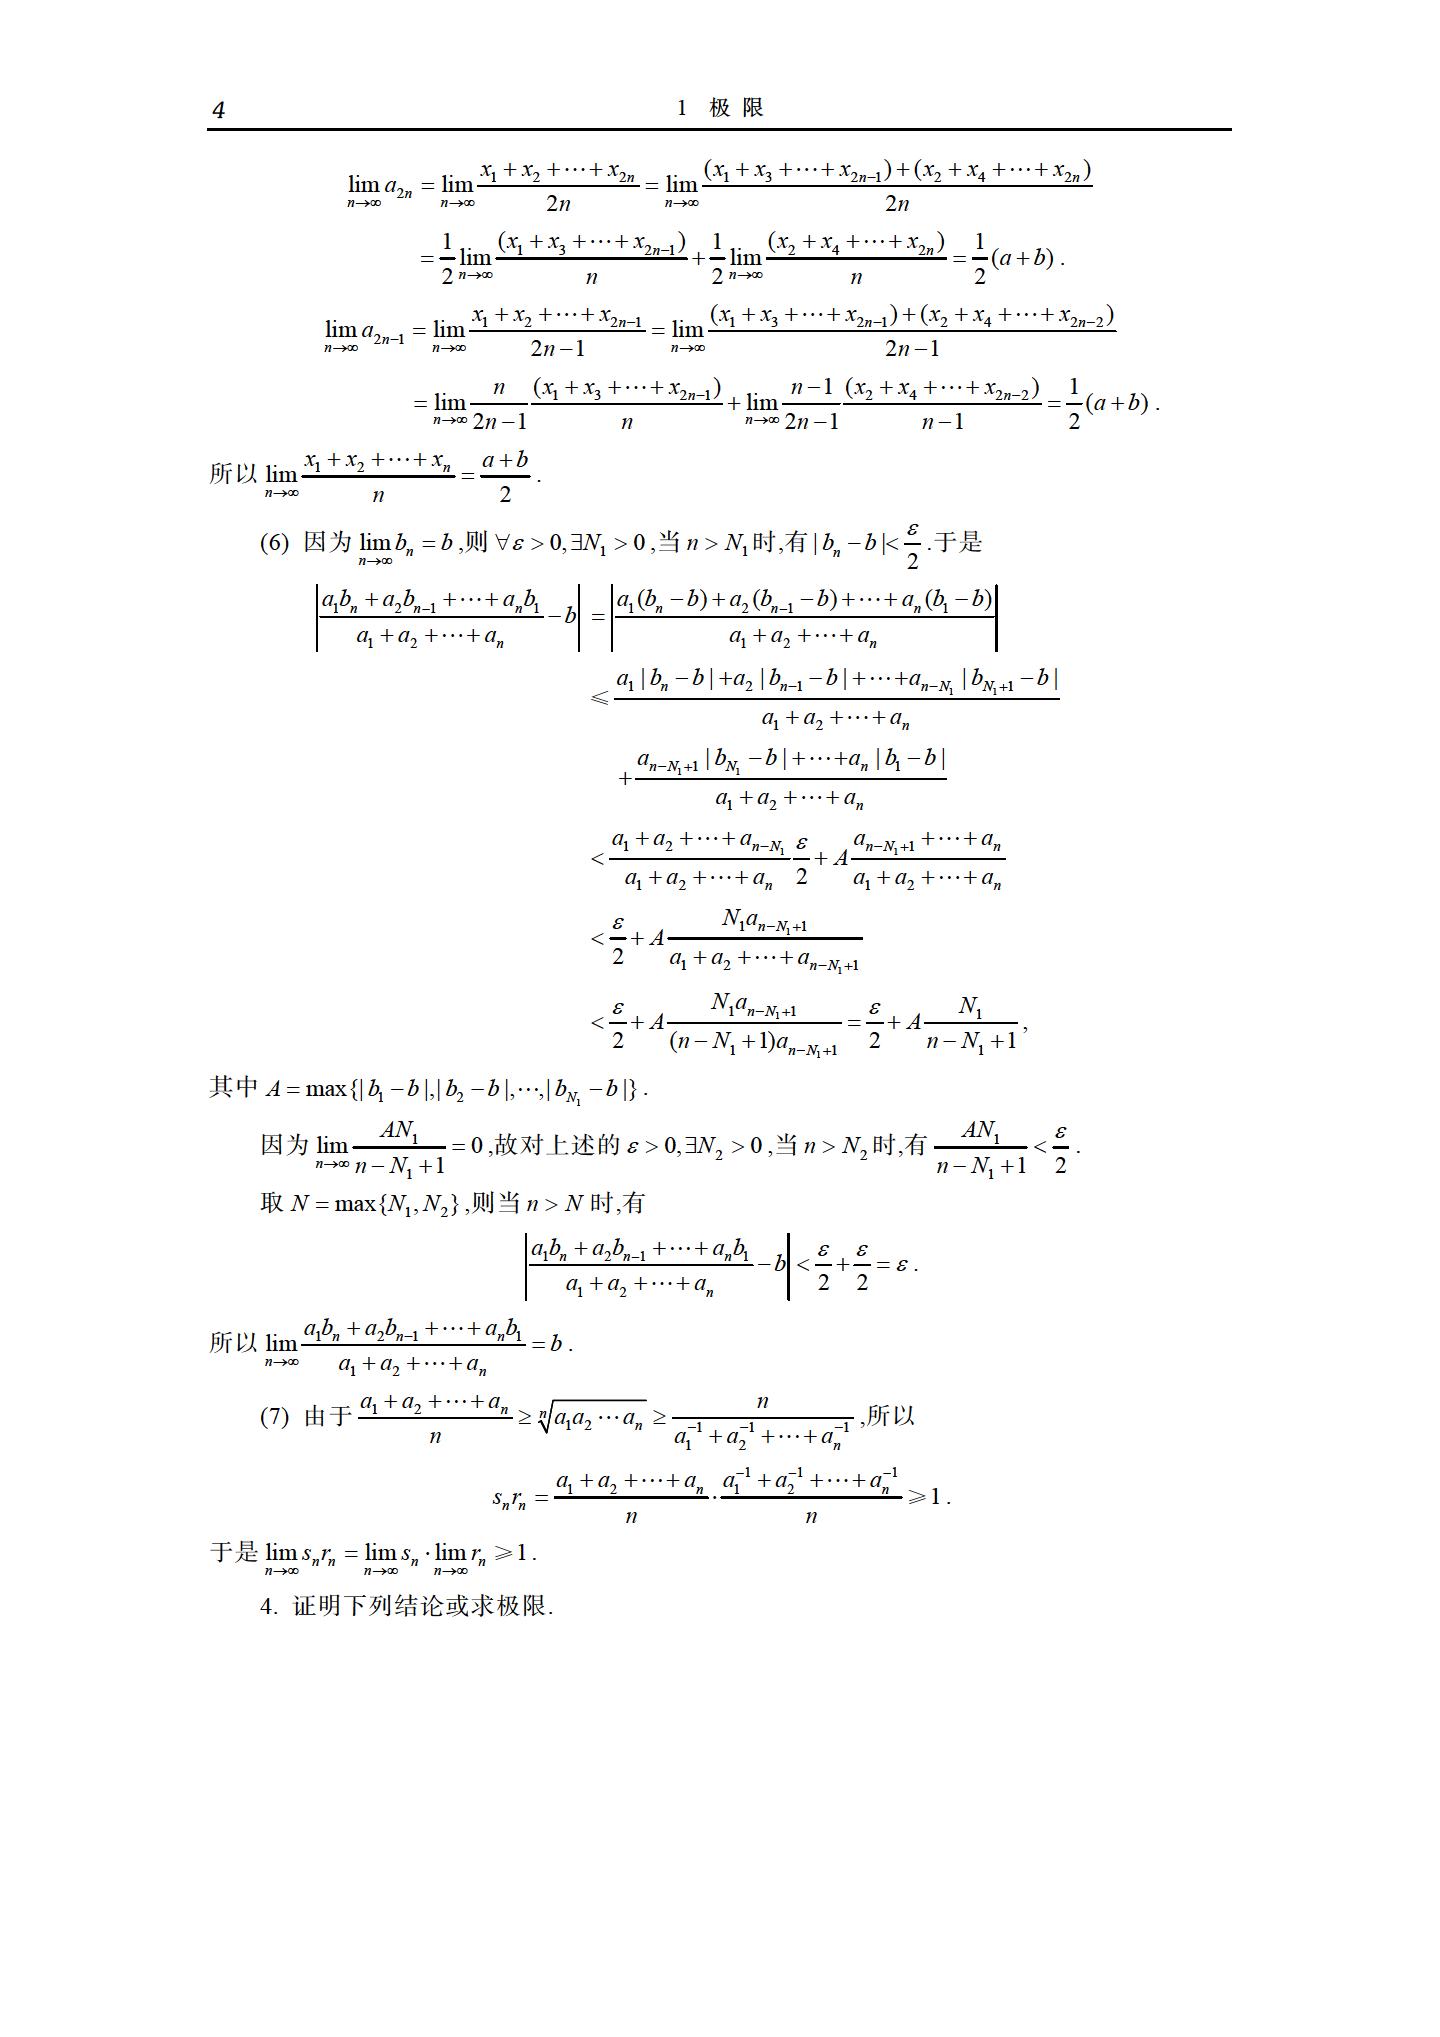 4 1 极 限
$\lim_{n\to\infty} a_{2n} = \lim_{n\to\infty} \frac{x_1+x_2+\cdots+x_{2n}}{2n} = \lim_{n\to\infty} \frac{(x_1+x_3+\cdots+x_{2n-1})+(x_2+x_4+\cdots+x_{2n})}{2n}$
$= \frac{1}{2}\lim_{n\to\infty} \frac{(x_1+x_3+\cdots+x_{2n-1})}{n} + \frac{1}{2}\lim_{n\to\infty} \frac{(x_2+x_4+\cdots+x_{2n})}{n} = \frac{1}{2}(a+b)$ .
$\lim_{n\to\infty} a_{2n-1} = \lim_{n\to\infty} \frac{x_1+x_2+\cdots+x_{2n-1}}{2n-1} = \lim_{n\to\infty} \frac{(x_1+x_3+\cdots+x_{2n-1})+(x_2+x_4+\cdots+x_{2n-2})}{2n-1}$
$= \lim_{n\to\infty} \frac{n}{2n-1} \frac{(x_1+x_3+\cdots+x_{2n-1})}{n} + \lim_{n\to\infty} \frac{n-1}{2n-1} \frac{(x_2+x_4+\cdots+x_{2n-2})}{n-1} = \frac{1}{2}(a+b)$ .
所以 $\lim_{n\to\infty} \frac{x_1+x_2+\cdots+x_n}{n} = \frac{a+b}{2}$ .
(6) 因为 $\lim_{n\to\infty} b_n = b$ ,则 $\forall \varepsilon > 0, \exists N_1 > 0$ ,当 $n > N_1$ 时,有 $|b_n - b| < \frac{\varepsilon}{2}$ .于是
$\left| \frac{a_1b_n+a_2b_{n-1}+\cdots+a_nb_1}{a_1+a_2+\cdots+a_n} - b \right| = \left| \frac{a_1(b_n-b)+a_2(b_{n-1}-b)+\cdots+a_n(b_1-b)}{a_1+a_2+\cdots+a_n} \right|$
$\leqslant \frac{a_1|b_n-b|+a_2|b_{n-1}-b|+\cdots+a_{n-N_1}|b_{N_1+1}-b|}{a_1+a_2+\cdots+a_n}$
$+ \frac{a_{n-N_1+1}|b_{N_1}-b|+\cdots+a_n|b_1-b|}{a_1+a_2+\cdots+a_n}$
$< \frac{a_1+a_2+\cdots+a_{n-N_1}}{a_1+a_2+\cdots+a_n} \frac{\varepsilon}{2} + A\frac{a_{n-N_1+1}+\cdots+a_n}{a_1+a_2+\cdots+a_n}$
$< \frac{\varepsilon}{2} + A\frac{N_1a_{n-N_1+1}}{a_1+a_2+\cdots+a_{n-N_1+1}}$
$< \frac{\varepsilon}{2} + A\frac{N_1a_{n-N_1+1}}{(n-N_1+1)a_{n-N_1+1}} = \frac{\varepsilon}{2} + A\frac{N_1}{n-N_1+1}$,
其中 $A = \max\{|b_1-b|,|b_2-b|,\cdots,|b_{N_1}-b|\}$ .
因为 $\lim_{n\to\infty} \frac{AN_1}{n-N_1+1} = 0$ ,故对上述的 $\varepsilon > 0, \exists N_2 > 0$ ,当 $n > N_2$ 时,有 $\frac{AN_1}{n-N_1+1} < \frac{\varepsilon}{2}$ .
取 $N = \max\{N_1, N_2\}$ ,则当 $n > N$ 时,有
$\left| \frac{a_1b_n+a_2b_{n-1}+\cdots+a_nb_1}{a_1+a_2+\cdots+a_n} - b \right| < \frac{\varepsilon}{2} + \frac{\varepsilon}{2} = \varepsilon$ .
所以 $\lim_{n\to\infty} \frac{a_1b_n+a_2b_{n-1}+\cdots+a_nb_1}{a_1+a_2+\cdots+a_n} = b$ .
(7) 由于 $\frac{a_1+a_2+\cdots+a_n}{n} \geq \sqrt[n]{a_1a_2\cdots a_n} \geq \frac{n}{a_1^{-1}+a_2^{-1}+\cdots+a_n^{-1}}$ ,所以
$s_nr_n = \frac{a_1+a_2+\cdots+a_n}{n} \cdot \frac{a_1^{-1}+a_2^{-1}+\cdots+a_n^{-1}}{n} \geqslant 1$ .
于是 $\lim_{n\to\infty} s_nr_n = \lim_{n\to\infty} s_n \cdot \lim_{n\to\infty} r_n \geqslant 1$ .
4. 证明下列结论或求极限.